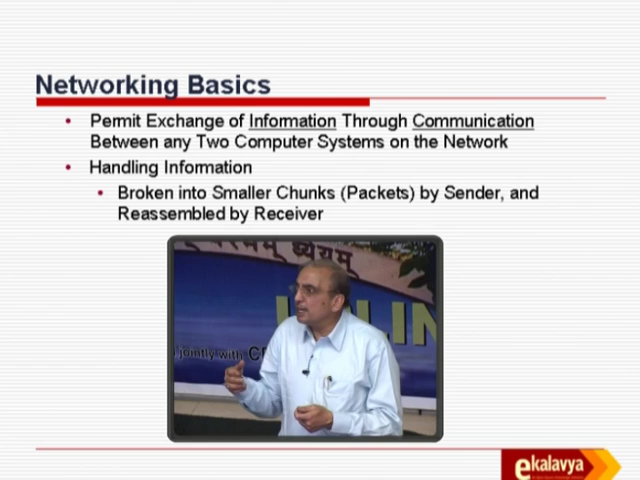 Networking Basics
• Permit Exchange of Information Through Communication
Between any Two Computer Systems on the Network
• Handling Information
• Broken into Smaller Chunks (Packets) by Sender, and
Reassembled by Receiver
ध्येयम्
jointly with
ekalavya